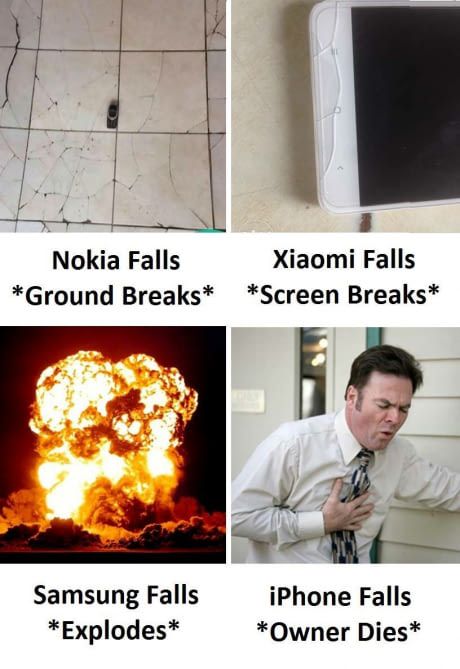 Nokia Falls
*Ground Breaks*
Xiaomi Falls
*Screen Breaks*
Samsung Falls
*Explodes*
iPhone Falls
*Owner Dies*